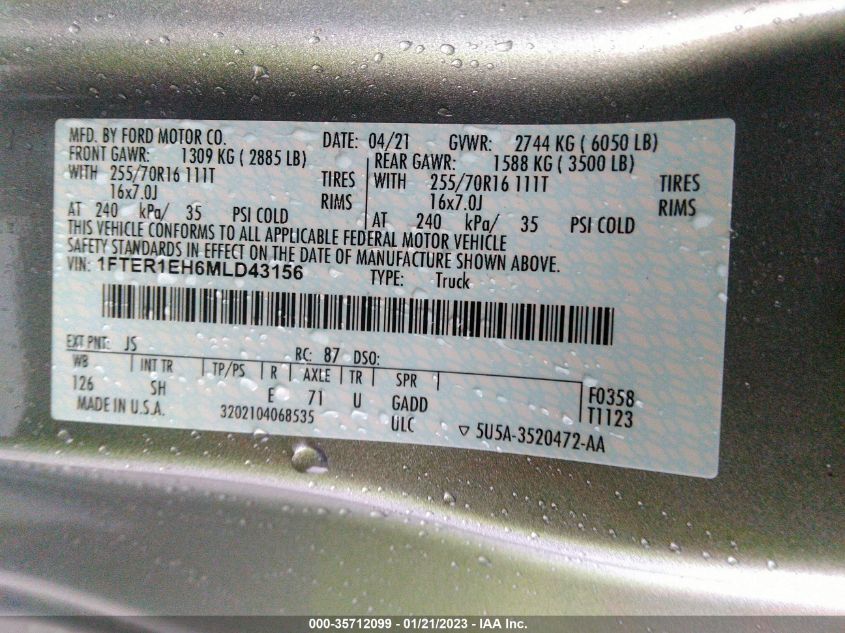 MFD. BY FORD MOTOR CO. DATE: 04/21 GVWR: 2744 KG ( 6050 LB)
FRONT GAWR: 1309 KG ( 2885 LB) REAR GAWR: 1588 KG ( 3500 LB)
WITH 255/70R16 111T TIRES WITH 255/70R16 111T TIRES
16x7.0J RIMS 16x7.0J RIMS
AT 240 kPa/ 35 PSI COLD AT 240 kPa/ 35 PSI COLD
THIS VEHICLE CONFORMS TO ALL APPLICABLE FEDERAL MOTOR VEHICLE
SAFETY STANDARDS IN EFFECT ON THE DATE OF MANUFACTURE SHOWN ABOVE.
VIN: 1FTER1EH6MLD43156 TYPE: Truck
EXT PNT: JS RC: 87 DSO:
WB INT TR TP/PS R AXLE TR SPR
126 SH E 71 U GADD F0358
MADE IN U.S.A. 3202104068535 ULC T1123
▽ 5U5A-3520472-AA
000-35712099 - 01/21/2023 - IAA Inc.